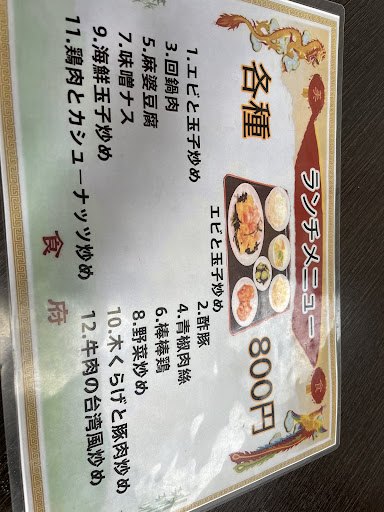 ランチメニュー
各種
800円
エビと玉子炒め
1.エビと玉子炒め
2.酢豚
3.回鍋肉
4.青椒肉絲
5.麻婆豆腐
6.棒棒鶏
7.味噌ナス
8.野菜炒め
9.海鮮玉子炒め
10.木くらげと豚肉炒め
11.鶏肉とカシューナッツ炒め
12.牛肉の台湾風炒め
美
食
食府